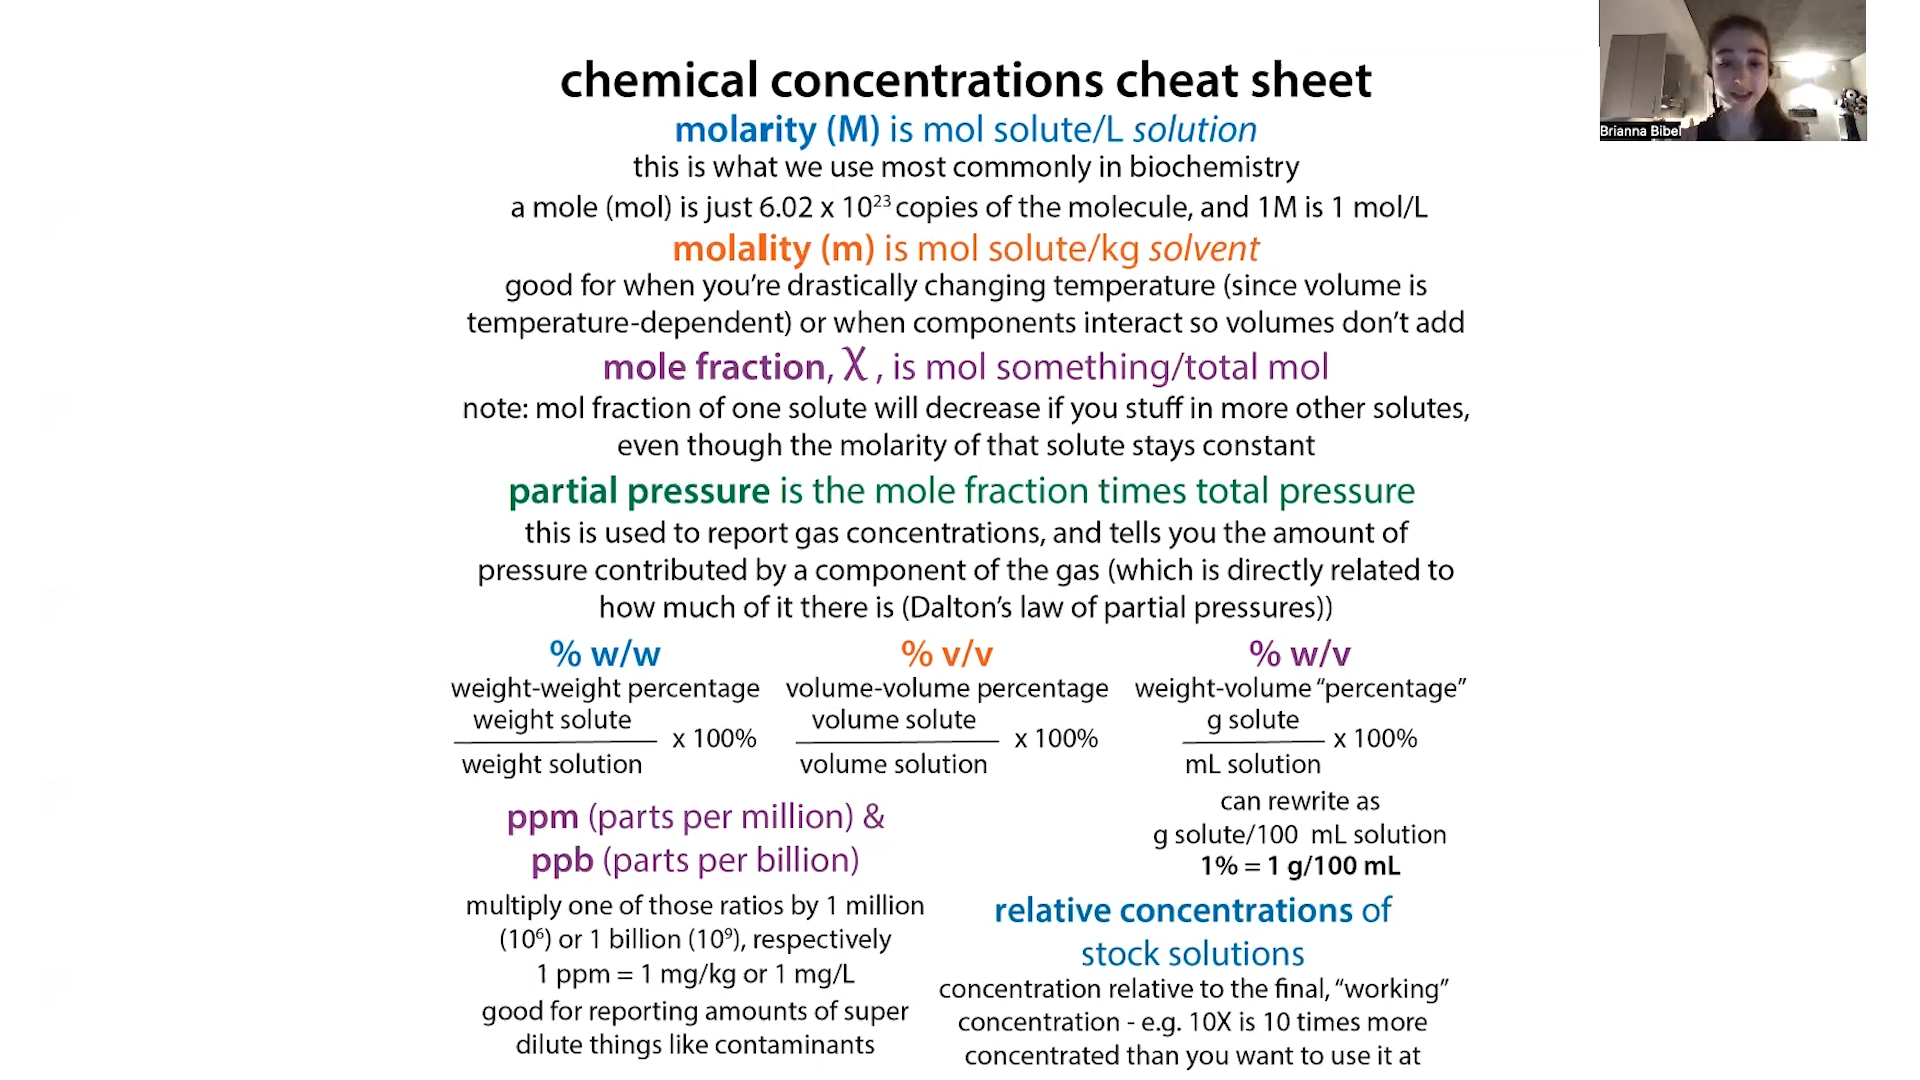 chemical concentrations cheat sheet
molarity (M) is mol solute/L solution
this is what we use most commonly in biochemistry
a mole (mol) is just 6.02 x 10²³ copies of the molecule, and 1M is 1 mol/L
molality (m) is mol solute/kg solvent
good for when you’re drastically changing temperature (since volume is
temperature-dependent) or when components interact so volumes don’t add
mole fraction, χ , is mol something/total mol
note: mol fraction of one solute will decrease if you stuff in more other solutes,
even though the molarity of that solute stays constant
partial pressure is the mole fraction times total pressure
this is used to report gas concentrations, and tells you the amount of
pressure contributed by a component of the gas (which is directly related to
how much of it there is (Dalton’s law of partial pressures))
% w/w
weight-weight percentage
weight solute
x 100%
weight solution
% v/v
volume-volume percentage
volume solute
x 100%
volume solution
% w/v
weight-volume “percentage”
g solute
x 100%
mL solution
can rewrite as
g solute/100 mL solution
1% = 1 g/100 mL
ppm (parts per million) &
ppb (parts per billion)
multiply one of those ratios by 1 million
(10⁶) or 1 billion (10⁹), respectively
1 ppm = 1 mg/kg or 1 mg/L
good for reporting amounts of super
dilute things like contaminants
relative concentrations of
stock solutions
concentration relative to the final, “working”
concentration - e.g. 10X is 10 times more
concentrated than you want to use it at
Brianna Bibel